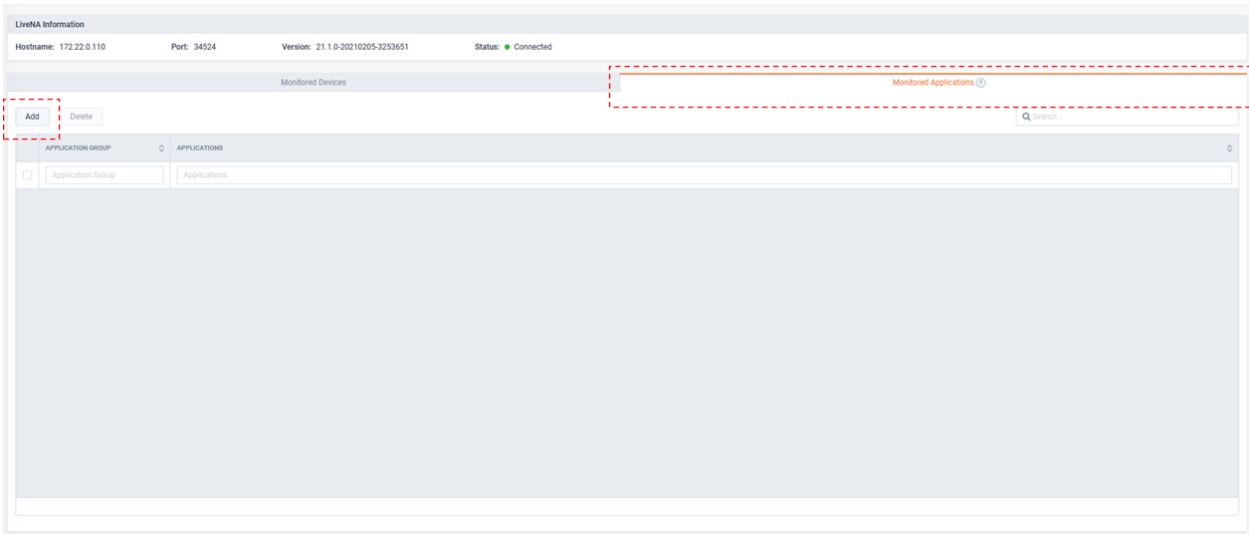 LiveNA Information
Hostname: 172.22.0.110 Port: 34524 Version: 21.1.0-20210205-3253651 Status: Connected
Monitored Devices Monitored Applications ?
Add Delete Search...
APPLICATION GROUP APPLICATIONS
Application Group Applications